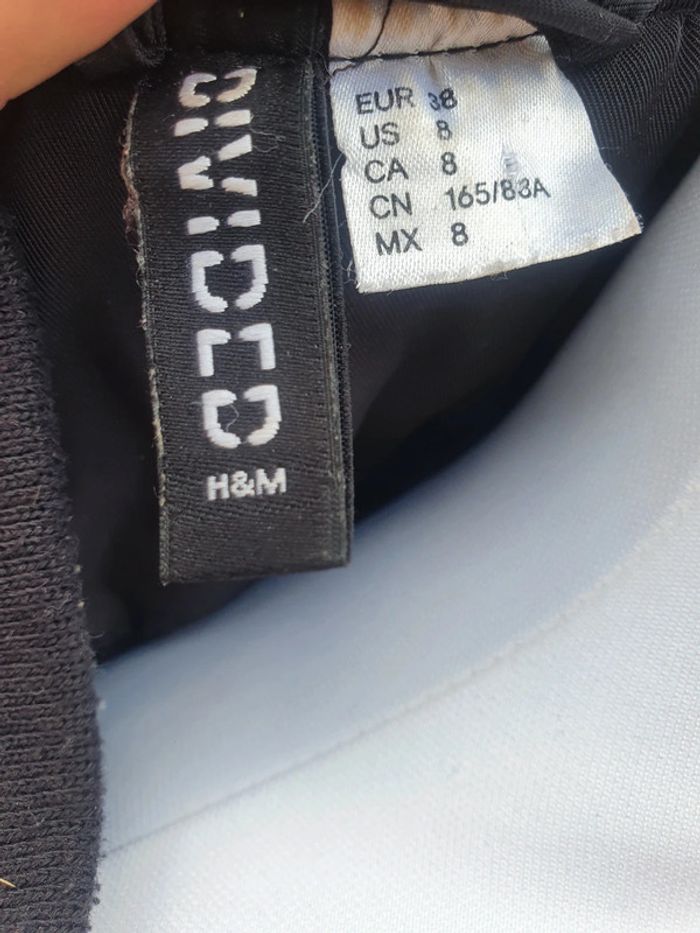 DIVIDED
H&M
EUR 38
US 8
CA 8
CN 165/88A
MX 8